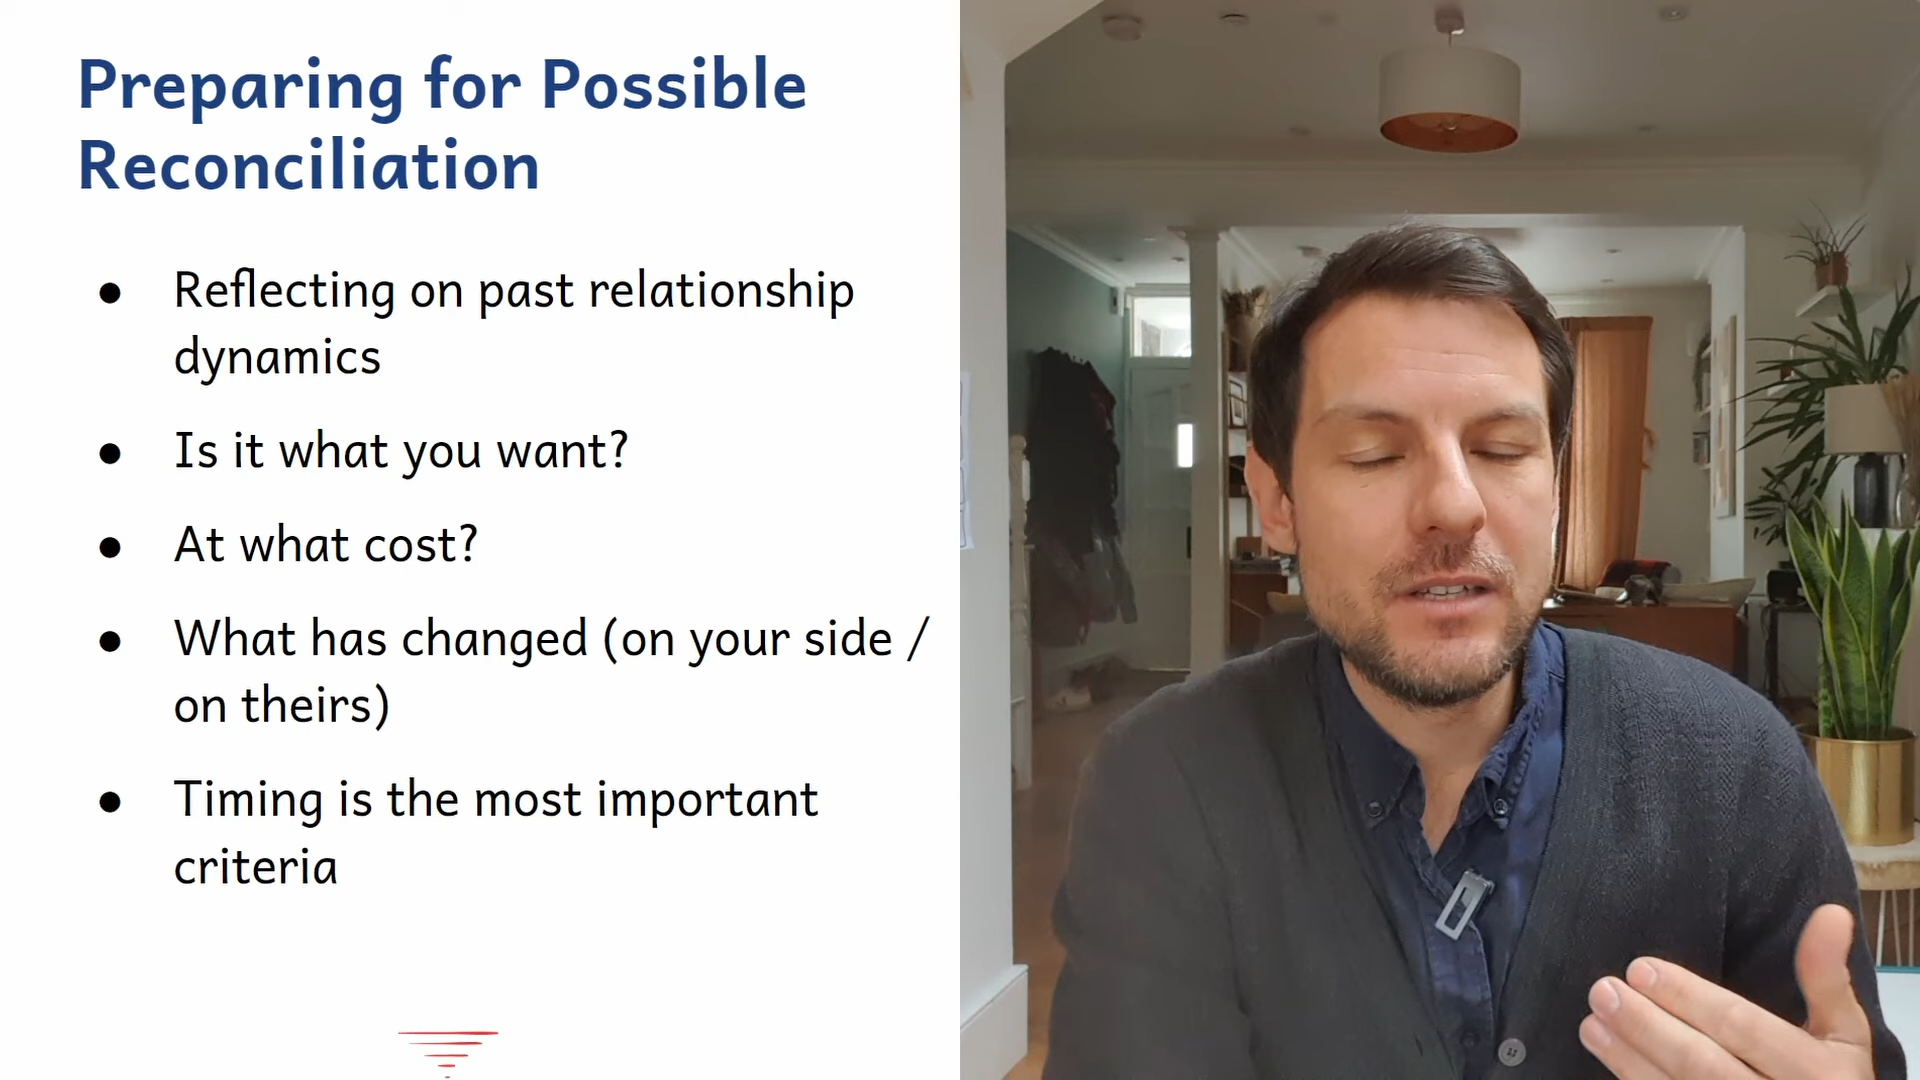 Preparing for Possible
Reconciliation
● Reflecting on past relationship
dynamics
● Is it what you want?
● At what cost?
● What has changed (on your side /
on theirs)
● Timing is the most important
criteria